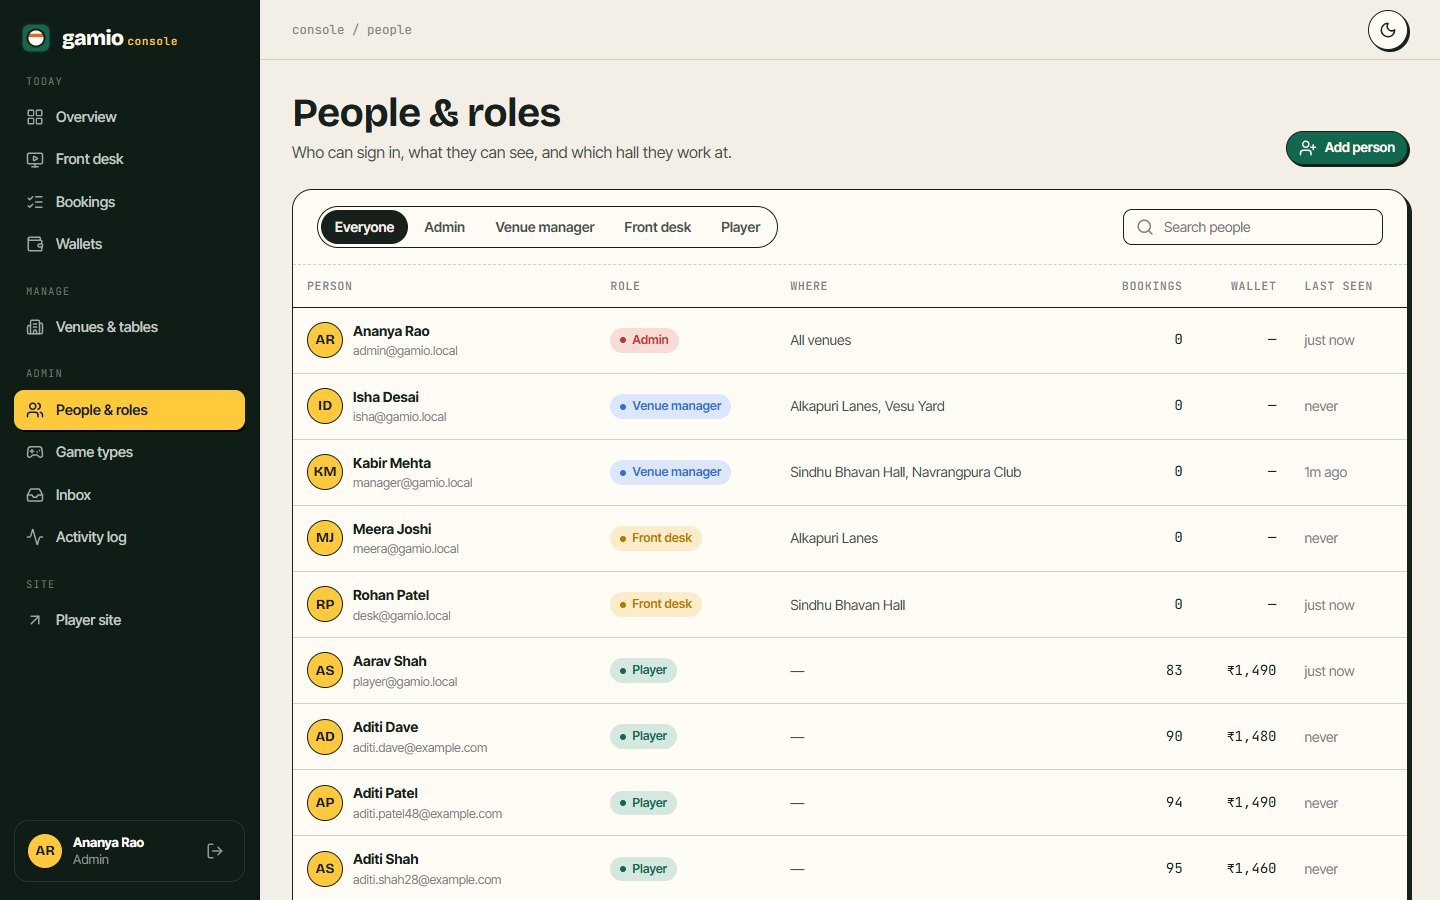 gamio console
TODAY
Overview
Front desk
Bookings
Wallets
MANAGE
Venues & tables
ADMIN
People & roles
Game types
Inbox
Activity log
SITE
Player site
AR Ananya Rao
Admin
console / people
People & roles
Who can sign in, what they can see, and which hall they work at.
Add person
Everyone Admin Venue manager Front desk Player Search people
PERSON ROLE WHERE BOOKINGS WALLET LAST SEEN
AR Ananya Rao Admin All venues 0 – just now
admin@gamio.local
ID Isha Desai Venue manager Alkapuri Lanes, Vesu Yard 0 – never
isha@gamio.local
KM Kabir Mehta Venue manager Sindhu Bhavan Hall, Navrangpura Club 0 – 1m ago
manager@gamio.local
MJ Meera Joshi Front desk Alkapuri Lanes 0 – never
meera@gamio.local
RP Rohan Patel Front desk Sindhu Bhavan Hall 0 – just now
desk@gamio.local
AS Aarav Shah Player — 83 ₹1,490 just now
player@gamio.local
AD Aditi Dave Player — 90 ₹1,480 never
aditi.dave@example.com
AP Aditi Patel Player — 94 ₹1,490 never
aditi.patel48@example.com
AS Aditi Shah Player — 95 ₹1,460 never
aditi.shah28@example.com